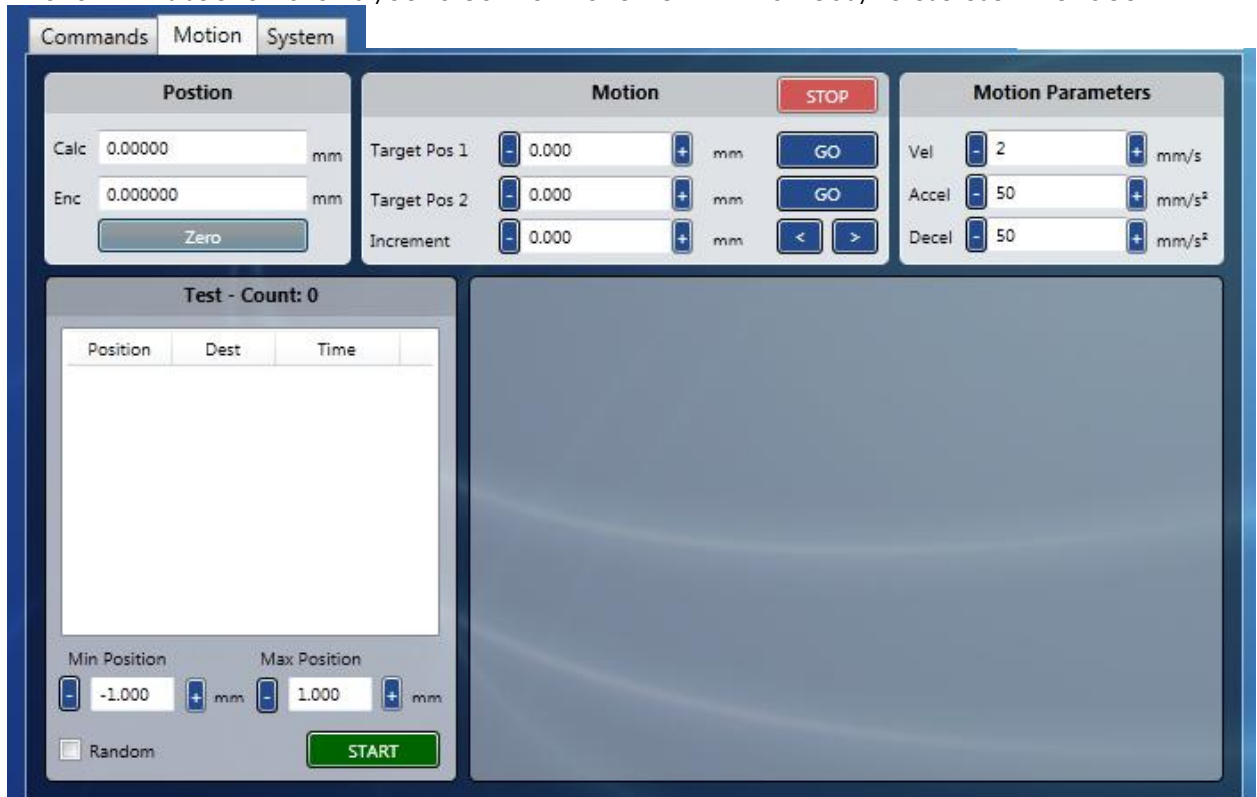 Commands Motion System
Postion
Calc 0.00000 mm
Enc 0.000000 mm
Zero
Motion STOP
Target Pos 1 - 0.000 + mm GO
Target Pos 2 - 0.000 + mm GO
Increment - 0.000 + mm < >
Motion Parameters
Vel - 2 + mm/s
Accel - 50 + mm/s²
Decel - 50 + mm/s²
Test - Count: 0
Position Dest Time
Min Position Max Position
- -1.000 + mm - 1.000 + mm
Random START